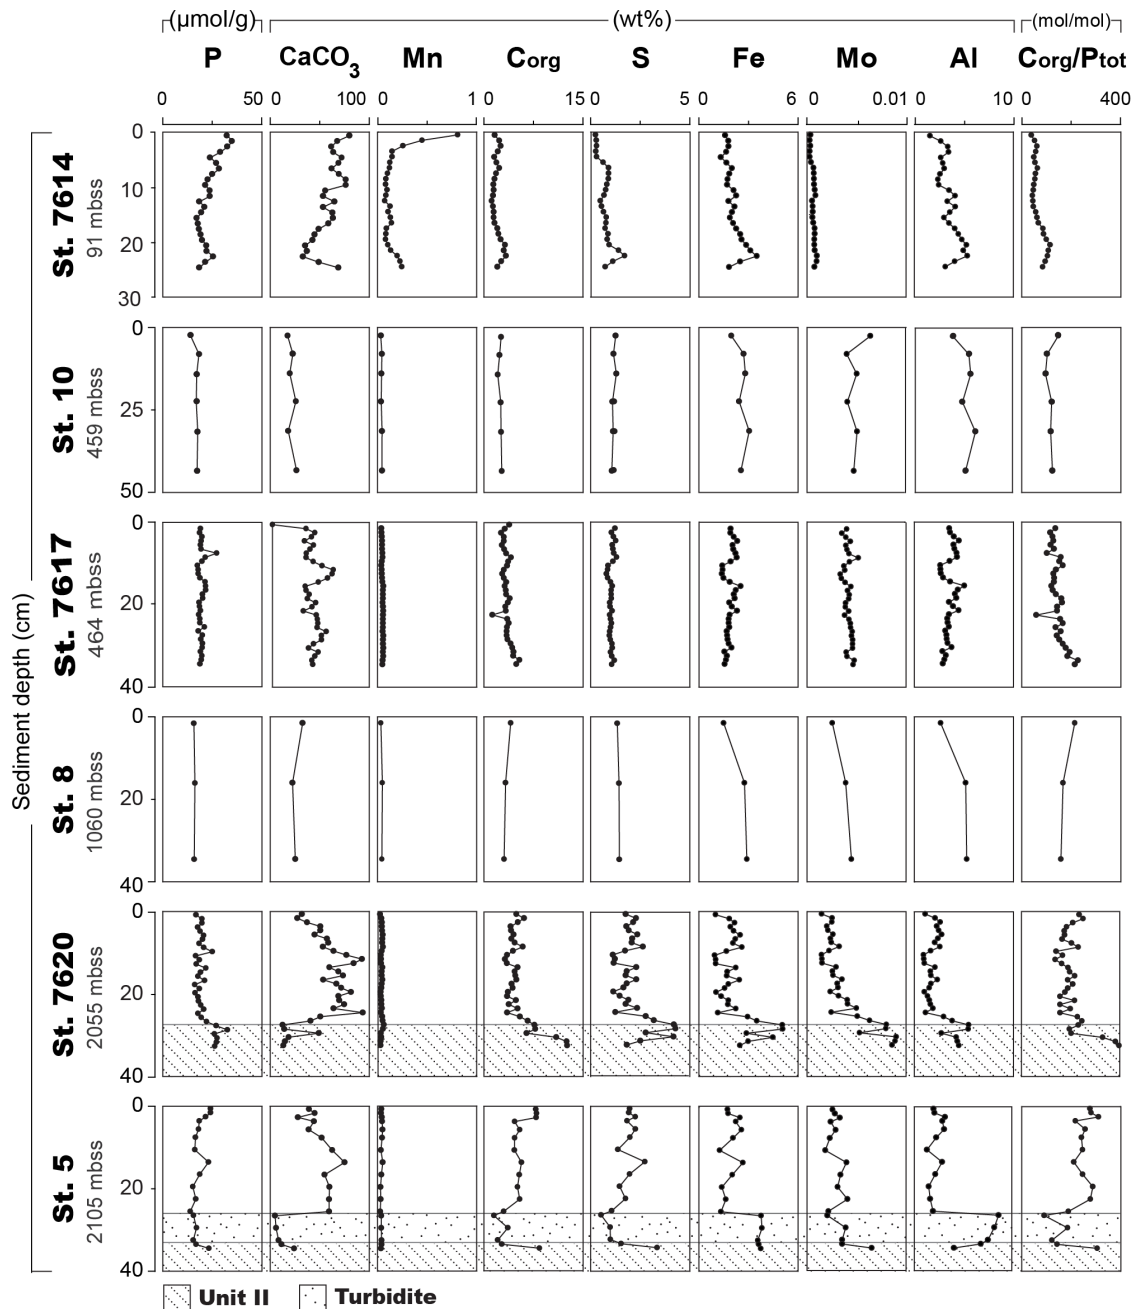 (µmol/g) (wt%) (mol/mol)
P CaCO3 Mn Corg S Fe Mo Al Corg/Ptot
0 50 0 100 0 1 0 15 0 5 0 6 0 0.01 0 10 0 400
Sediment depth (cm)
St. 7614
91 mbss
0
10
20
30
St. 10
459 mbss
0
25
50
St. 7617
464 mbss
0
20
40
St. 8
1060 mbss
0
20
40
St. 7620
2055 mbss
0
20
40
St. 5
2105 mbss
0
20
40
Unit II Turbidite